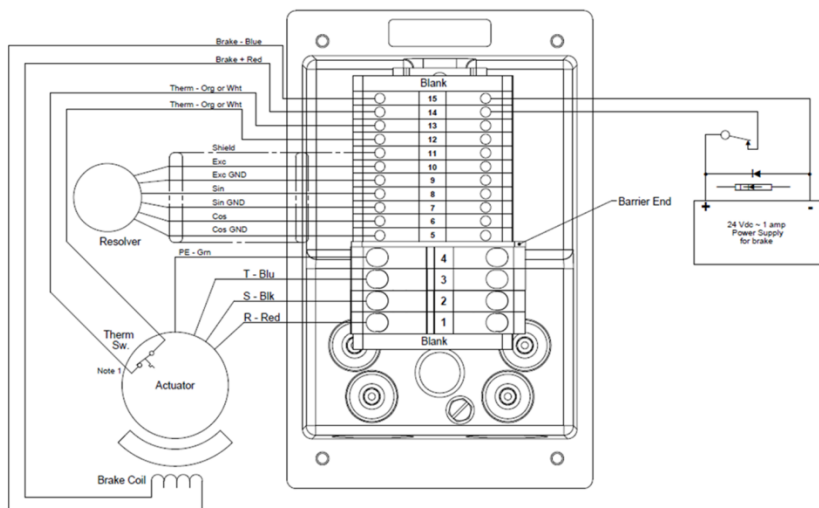 Brake - Blue
Brake + Red
Therm - Org or Wht
Therm - Org or Wht
Shield
Exc
Exc GND
Sin
Sin GND
Cos
Cos GND
PE - Grn
T - Blu
S - Blk
R - Red
Resolver
Therm
Sw.
Note 1
Actuator
Brake Coil
Blank
15
14
13
12
11
10
9
8
7
6
5
4
3
2
1
Blank
Barrier End
+ -
24 Vdc ~ 1 amp
Power Supply
for brake